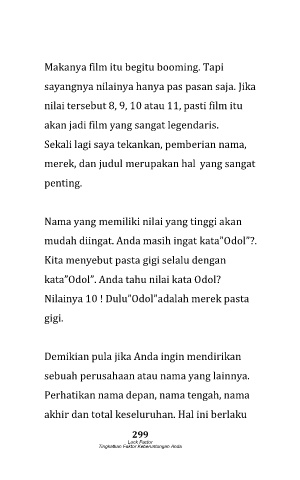 Makanya film itu begitu booming. Tapi
sayangnya nilainya hanya pas pasan saja. Jika
nilai tersebut 8, 9, 10 atau 11, pasti film itu
akan jadi film yang sangat legendaris.
Sekali lagi saya tekankan, pemberian nama,
merek, dan judul merupakan hal yang sangat
penting.
Nama yang memiliki nilai yang tinggi akan
mudah diingat. Anda masih ingat kata"Odol"?.
Kita menyebut pasta gigi selalu dengan
kata"Odol". Anda tahu nilai kata Odol?
Nilainya 10 ! Dulu"Odol"adalah merek pasta
gigi.
Demikian pula jika Anda ingin mendirikan
sebuah perusahaan atau nama yang lainnya.
Perhatikan nama depan, nama tengah, nama
akhir dan total keseluruhan. Hal ini berlaku
299
Luck Factor
Tingkatkan Faktor Keberuntungan Anda